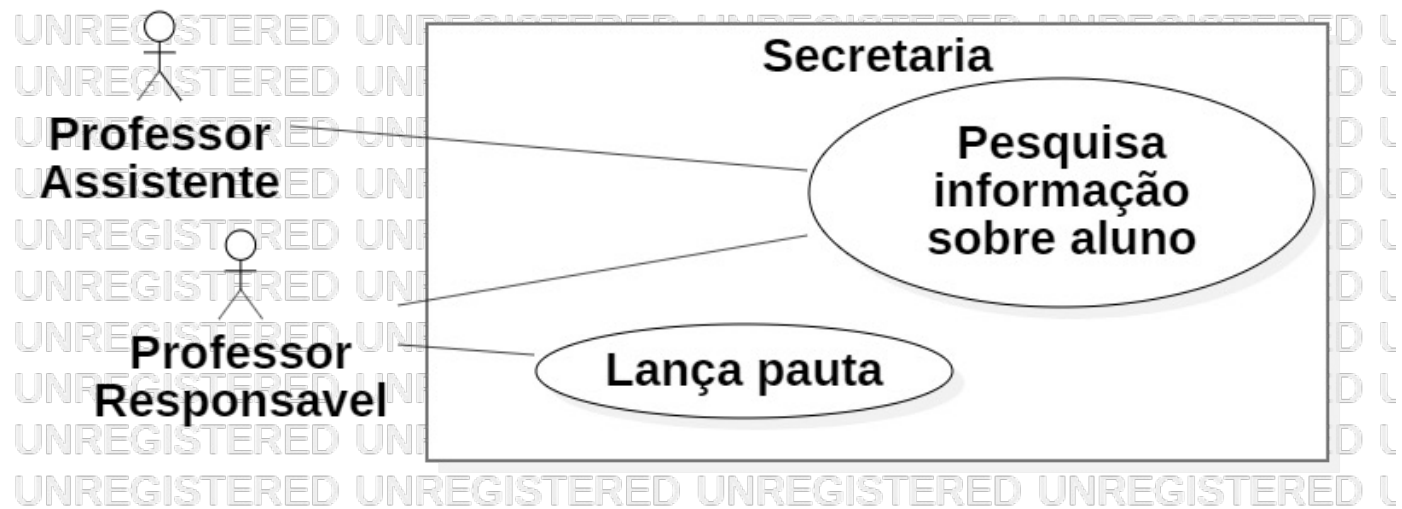 Secretaria
Professor
Assistente
Pesquisa
informação
sobre aluno
Professor
Responsavel
Lança pauta
UNREGISTERED UNREGISTERED UNREGISTERED UNREGISTERED